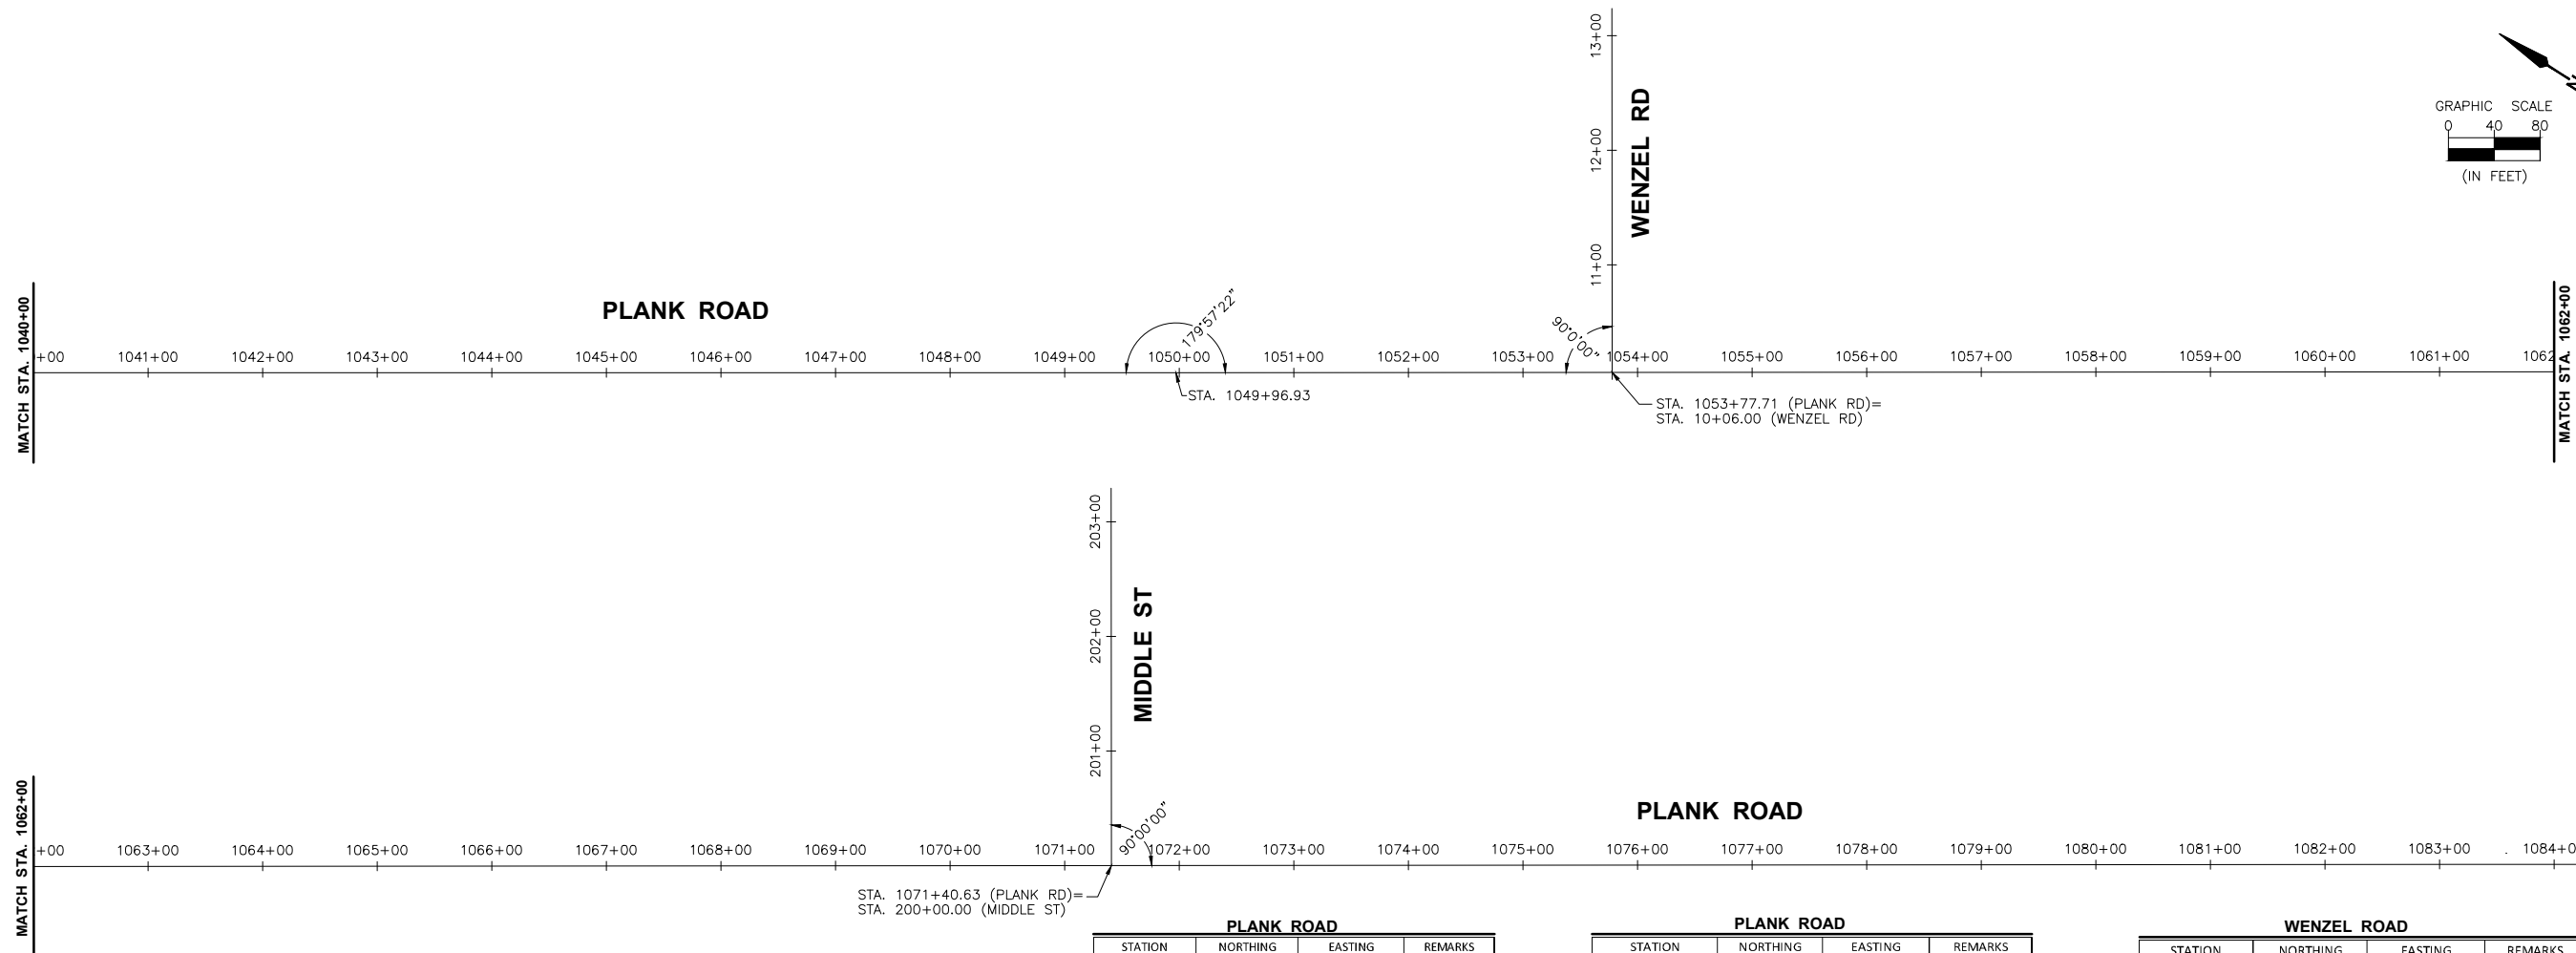 13+00
12+00
11+00
WENZEL RD
N
GRAPHIC SCALE
0 40 80
(IN FEET)
MATCH STA. 1040+00
PLANK ROAD
179°57'22"
90°0'00"
+00 1041+00 1042+00 1043+00 1044+00 1045+00 1046+00 1047+00 1048+00 1049+00 1050+00 1051+00 1052+00 1053+00 1054+00 1055+00 1056+00 1057+00 1058+00 1059+00 1060+00 1061+00 1062
MATCH STA. 1062+00
STA. 1049+96.93
STA. 1053+77.71 (PLANK RD)=
STA. 10+06.00 (WENZEL RD)
203+00
202+00
201+00
MIDDLE ST
MATCH STA. 1062+00
90°00'00"
PLANK ROAD
+00 1063+00 1064+00 1065+00 1066+00 1067+00 1068+00 1069+00 1070+00 1071+00 1072+00 1073+00 1074+00 1075+00 1076+00 1077+00 1078+00 1079+00 1080+00 1081+00 1082+00 1083+00 1084+0
STA. 1071+40.63 (PLANK RD)=
STA. 200+00.00 (MIDDLE ST)
PLANK ROAD
STATION NORTHING EASTING REMARKS
PLANK ROAD
STATION NORTHING EASTING REMARKS
WENZEL ROAD
STATION NORTHING EASTING REMARKS